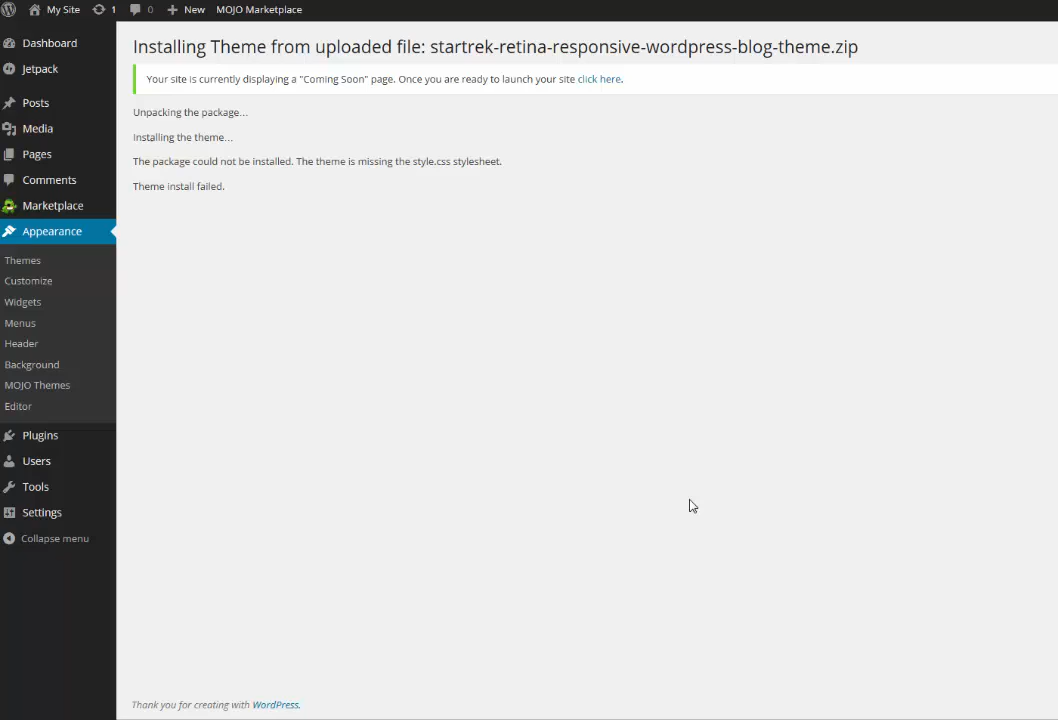 My Site 1 0 New MOJO Marketplace
Dashboard
Jetpack
Posts
Media
Pages
Comments
Marketplace
Appearance
Themes
Customize
Widgets
Menus
Header
Background
MOJO Themes
Editor
Plugins
Users
Tools
Settings
Collapse menu
Installing Theme from uploaded file: startrek-retina-responsive-wordpress-blog-theme.zip
Your site is currently displaying a "Coming Soon" page. Once you are ready to launch your site click here.
Unpacking the package…
Installing the theme…
The package could not be installed. The theme is missing the style.css stylesheet.
Theme install failed.
Thank you for creating with WordPress.